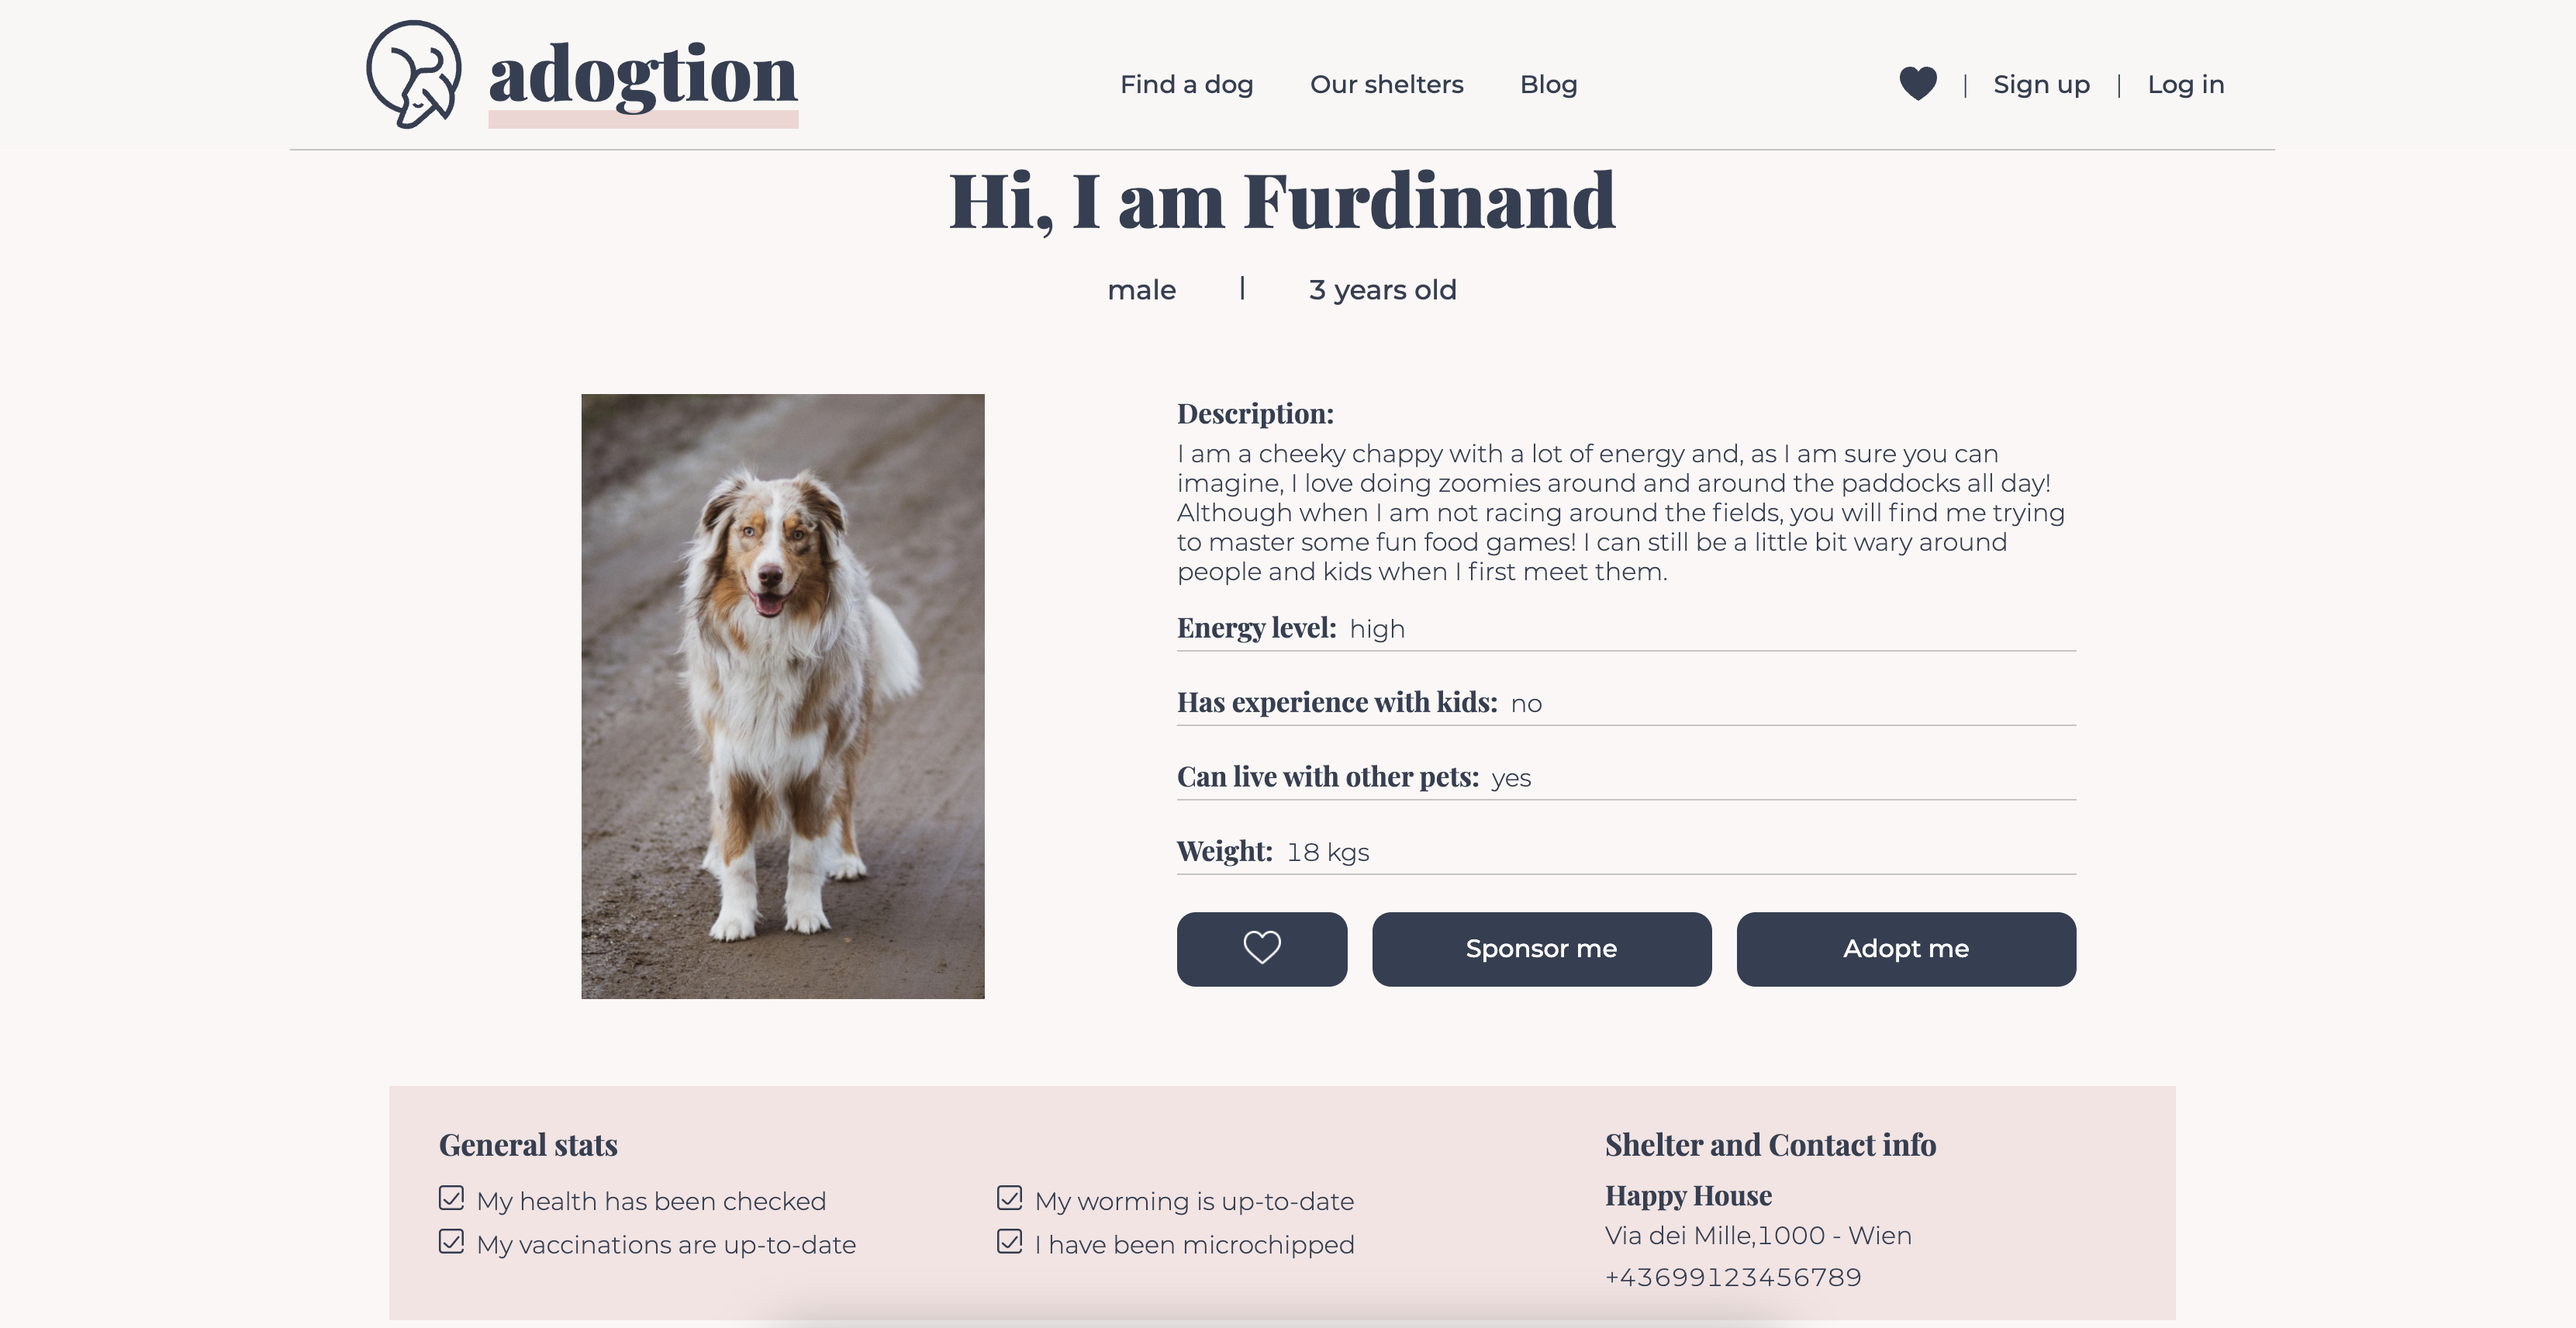 adogtion
Find a dog
Our shelters
Blog
| Sign up | Log in
Hi, I am Furdinand
male | 3 years old
Description:
I am a cheeky chappy with a lot of energy and, as I am sure you can
imagine, I love doing zoomies around and around the paddocks all day!
Although when I am not racing around the fields, you will find me trying
to master some fun food games! I can still be a little bit wary around
people and kids when I first meet them.
Energy level: high
Has experience with kids: no
Can live with other pets: yes
Weight: 18 kgs
Sponsor me
Adopt me
General stats
My health has been checked
My vaccinations are up-to-date
My worming is up-to-date
I have been microchipped
Shelter and Contact info
Happy House
Via dei Mille,1000 - Wien
+43699123456789